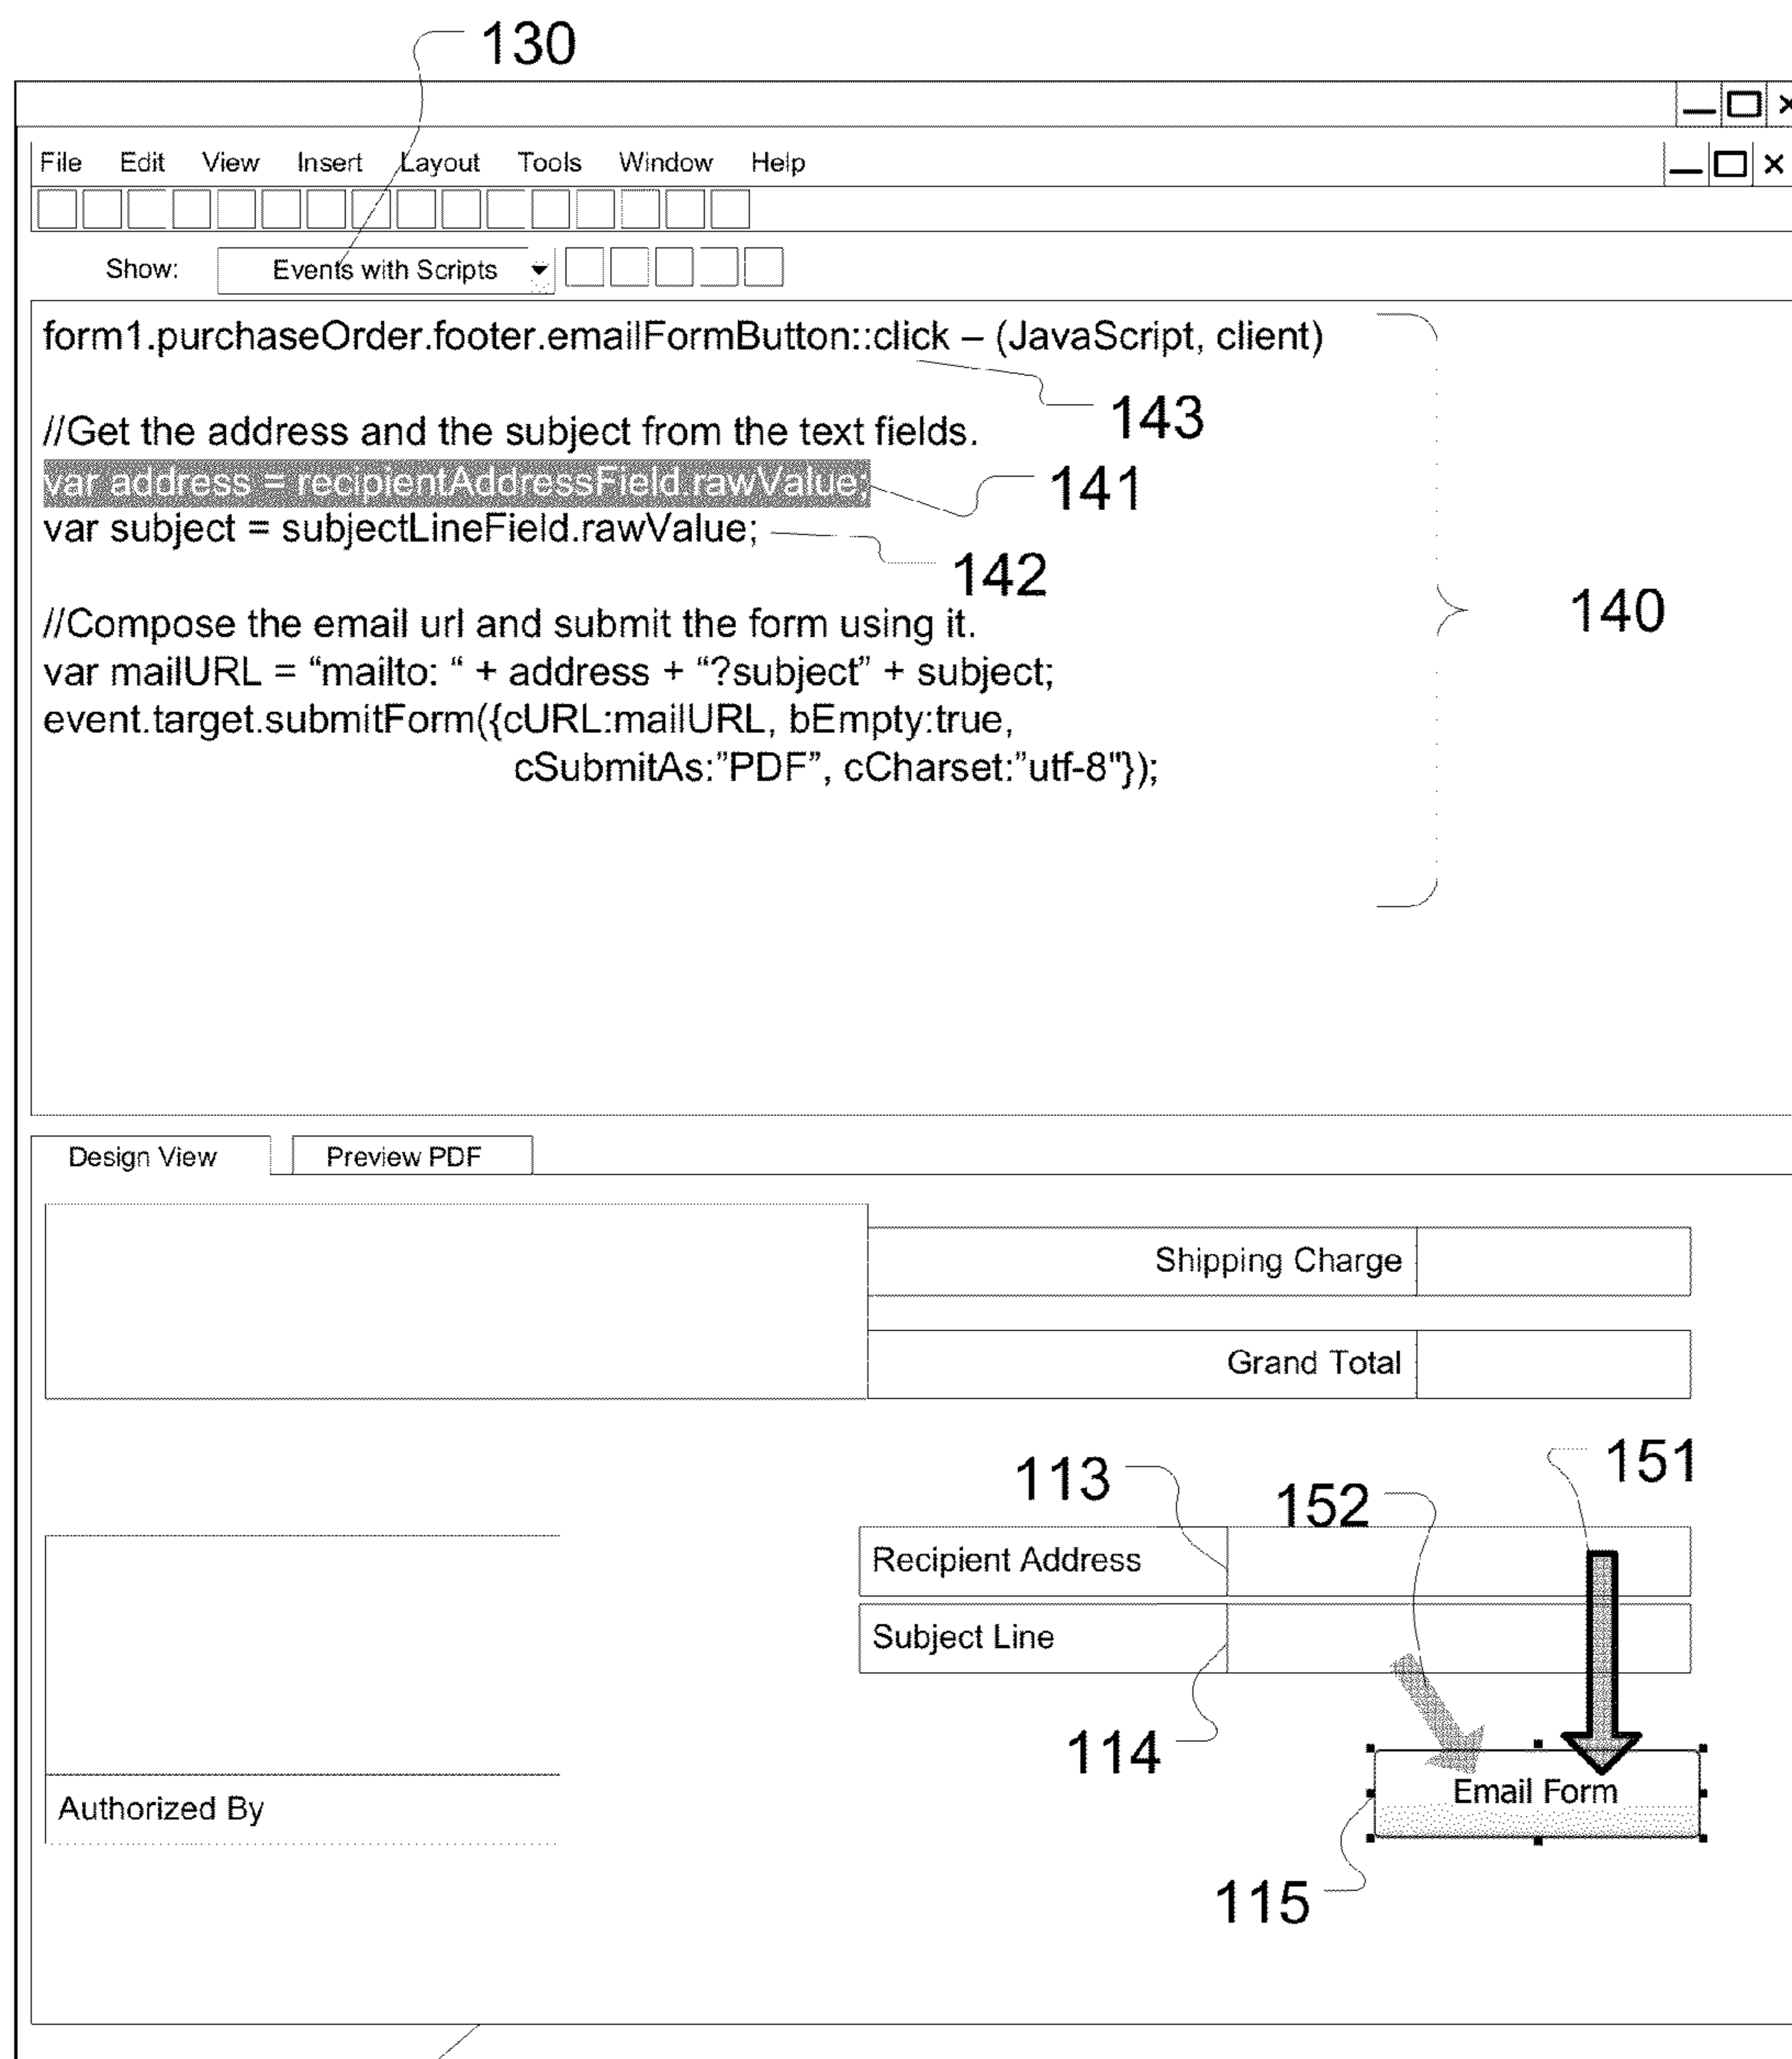 130
File Edit View Insert Layout Tools Window Help
Show: Events with Scripts
form1.purchaseOrder.footer.emailFormButton::click – (JavaScript, client)
143
//Get the address and the subject from the text fields.
var address = recipientAddressField.rawValue;
141
var subject = subjectLineField.rawValue;
142
140
//Compose the email url and submit the form using it.
var mailURL = “mailto: “ + address + “?subject” + subject;
event.target.submitForm({cURL:mailURL, bEmpty:true,
cSubmitAs:”PDF”, cCharset:”utf-8"});
Design View Preview PDF
Shipping Charge
Grand Total
151
113
152
Recipient Address
Subject Line
114
Email Form
Authorized By
115